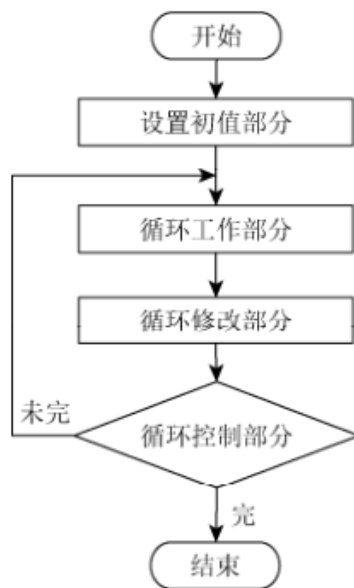 开始
设置初值部分
循环工作部分
循环修改部分
循环控制部分
未完
完
结束